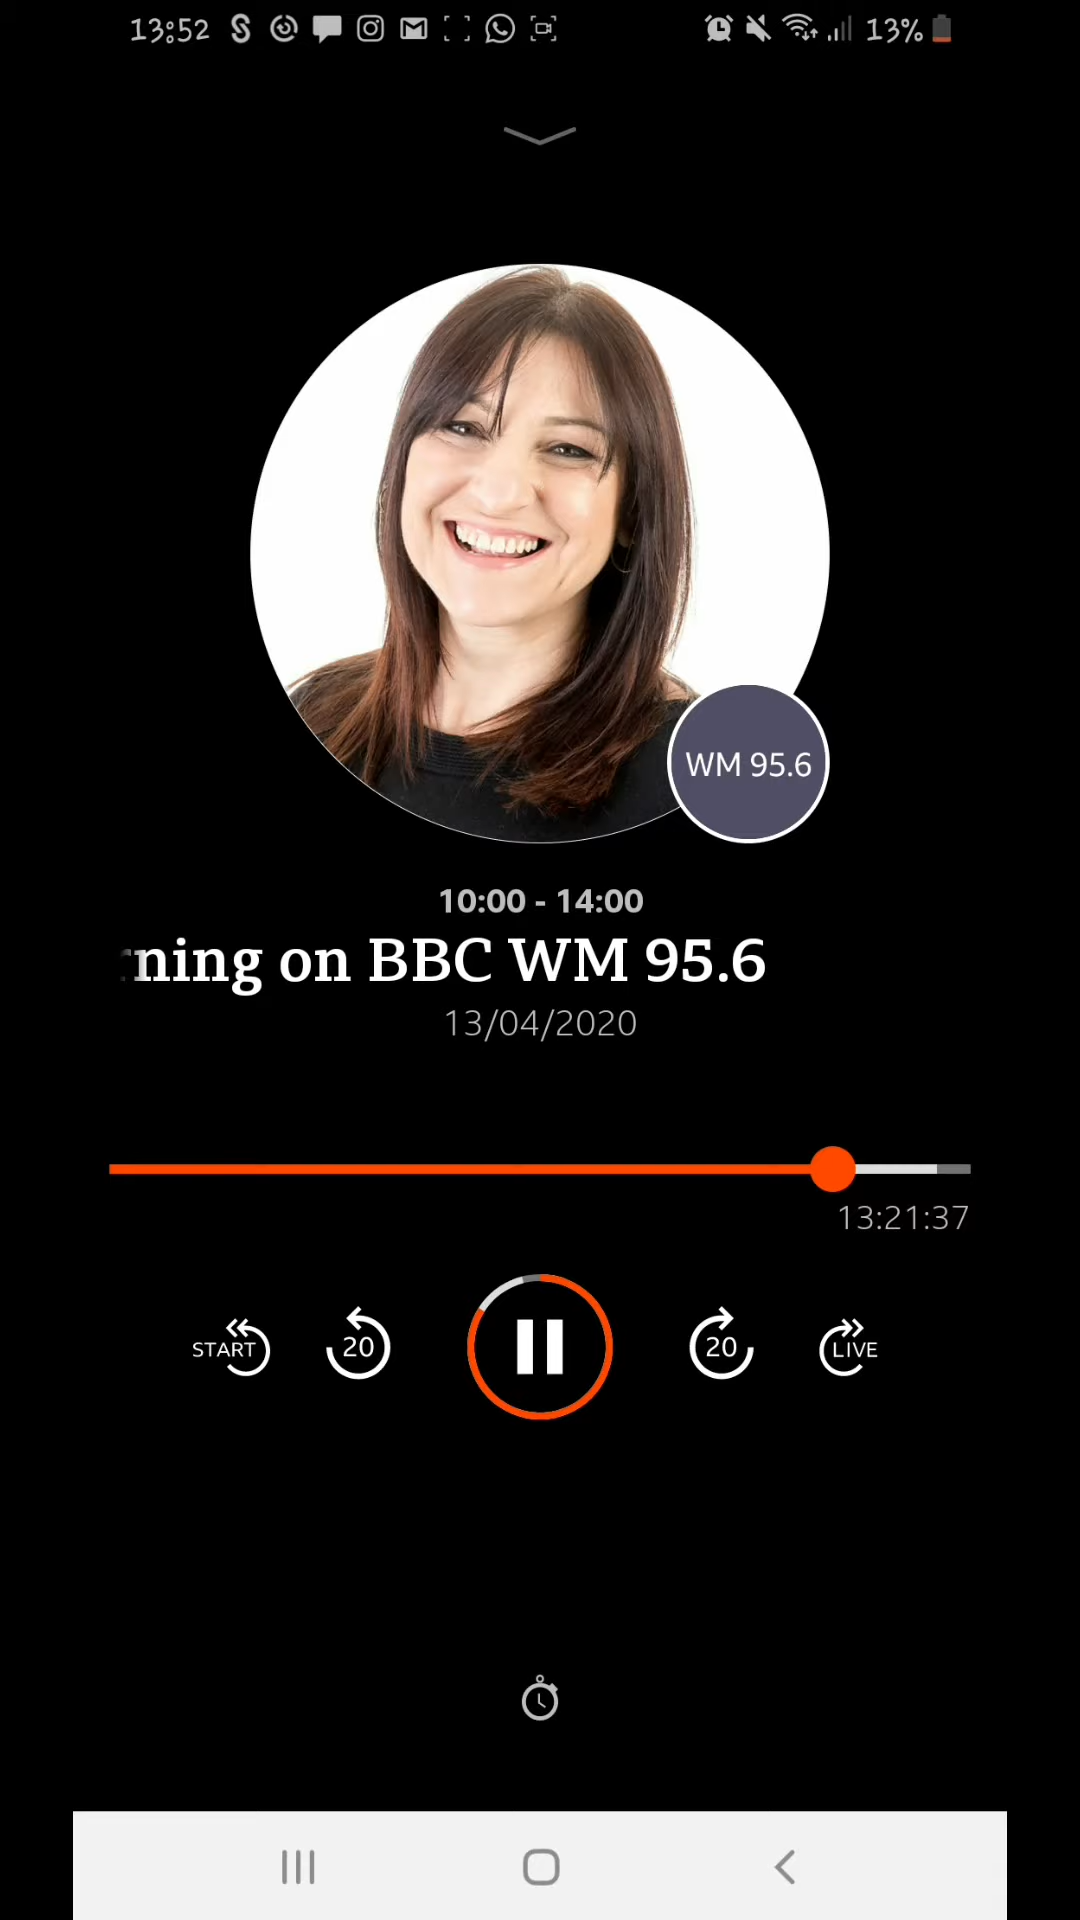 13:52 13%
WM 95.6
10:00 - 14:00
ning on BBC WM 95.6
13/04/2020
13:21:37
START 20 20 LIVE